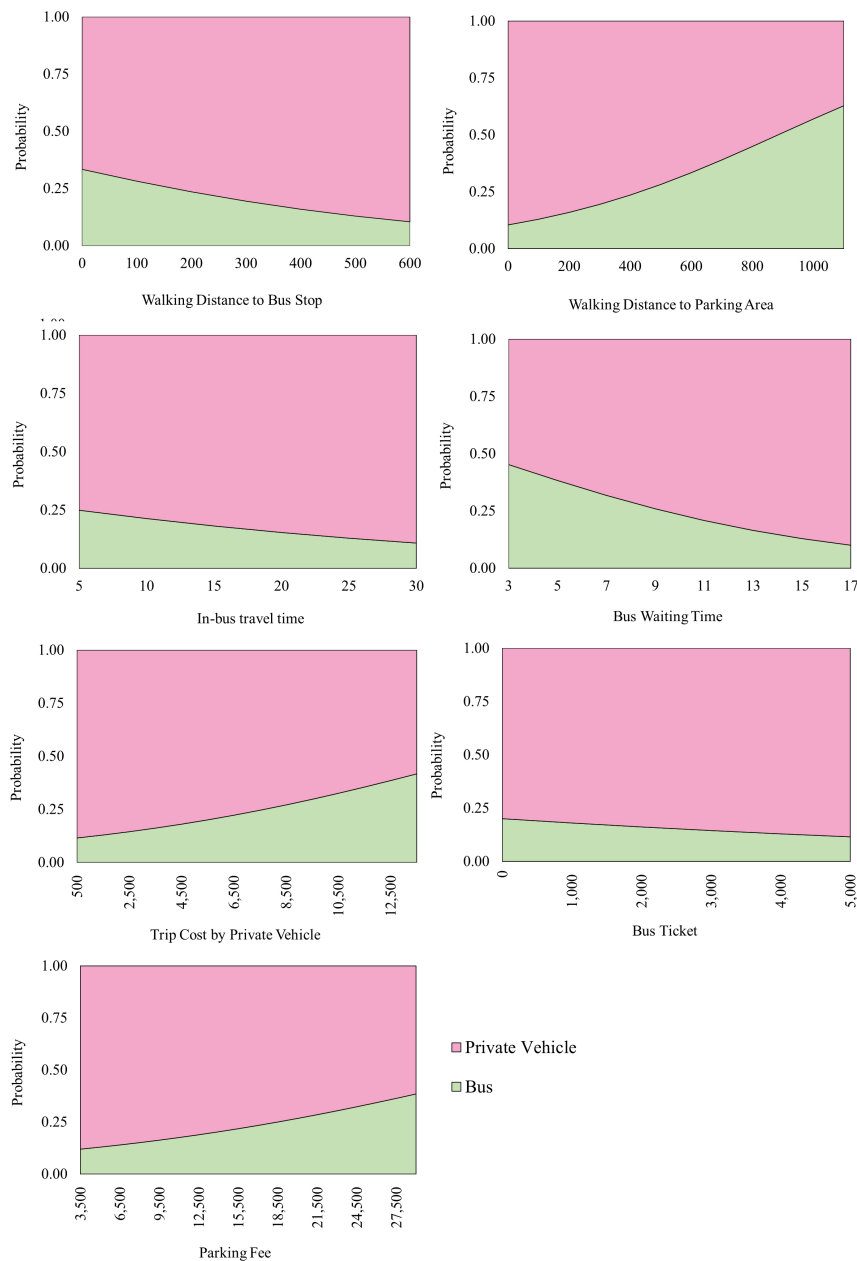 1.00
0.75
0.50
0.25
0.00
Probability
0 100 200 300 400 500 600
Walking Distance to Bus Stop
1.00
0.75
0.50
0.25
0.00
Probability
0 200 400 600 800 1000
Walking Distance to Parking Area
1.00
0.75
0.50
0.25
0.00
Probability
5 10 15 20 25 30
In-bus travel time
1.00
0.75
0.50
0.25
0.00
Probability
3 5 7 9 11 13 15 17
Bus Waiting Time
1.00
0.75
0.50
0.25
0.00
Probability
500 2,500 4,500 6,500 8,500 10,500 12,500
Trip Cost by Private Vehicle
1.00
0.75
0.50
0.25
0.00
Probability
0 1,000 2,000 3,000 4,000 5,000
Bus Ticket
1.00
0.75
0.50
0.25
0.00
Probability
3,500 6,500 9,500 12,500 15,500 18,500 21,500 24,500 27,500
Parking Fee
Private Vehicle
Bus